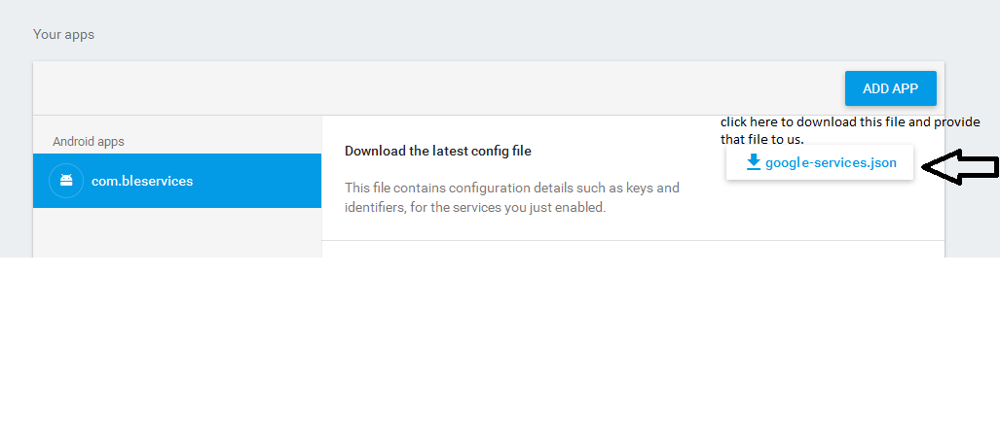 Your apps
ADD APP
click here to download this file and provide
that file to us.
Android apps
com.bleservices
Download the latest config file
google-services.json
This file contains configuration details such as keys and
identifiers, for the services you just enabled.